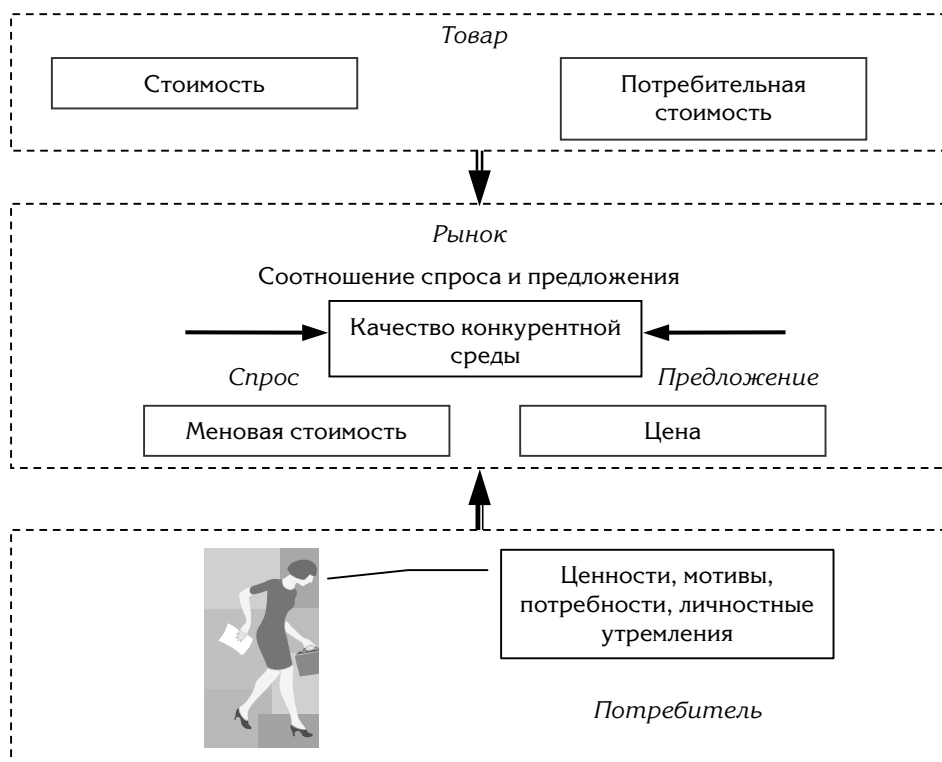 Товар
Стоимость
Потребительная
стоимость
Рынок
Соотношение спроса и предложения
Качество конкурентной
среды
Спрос
Предложение
Меновая стоимость
Цена
Ценности, мотивы,
потребности, личностные
утремления
Потребитель